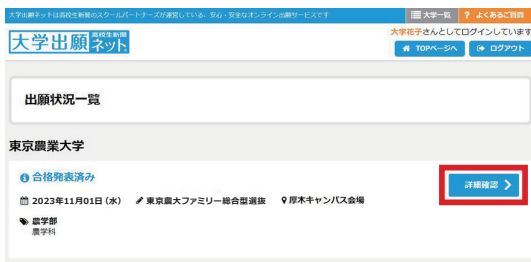 大学出願ネットは高校生新聞のスクールパートナーズが運営している、安心・安全なオンライン出願サービスです
大学一覧 ? よくあるご質問
大学出願 高校生新聞 ネット
大学花子さんとしてログインしています
TOPページへ ログアウト
出願状況一覧
東京農業大学
合格発表済み
詳細確認
2023年11月01日 (水) 東京農大ファミリー総合型選抜 厚木キャンパス会場
農学部
農学科